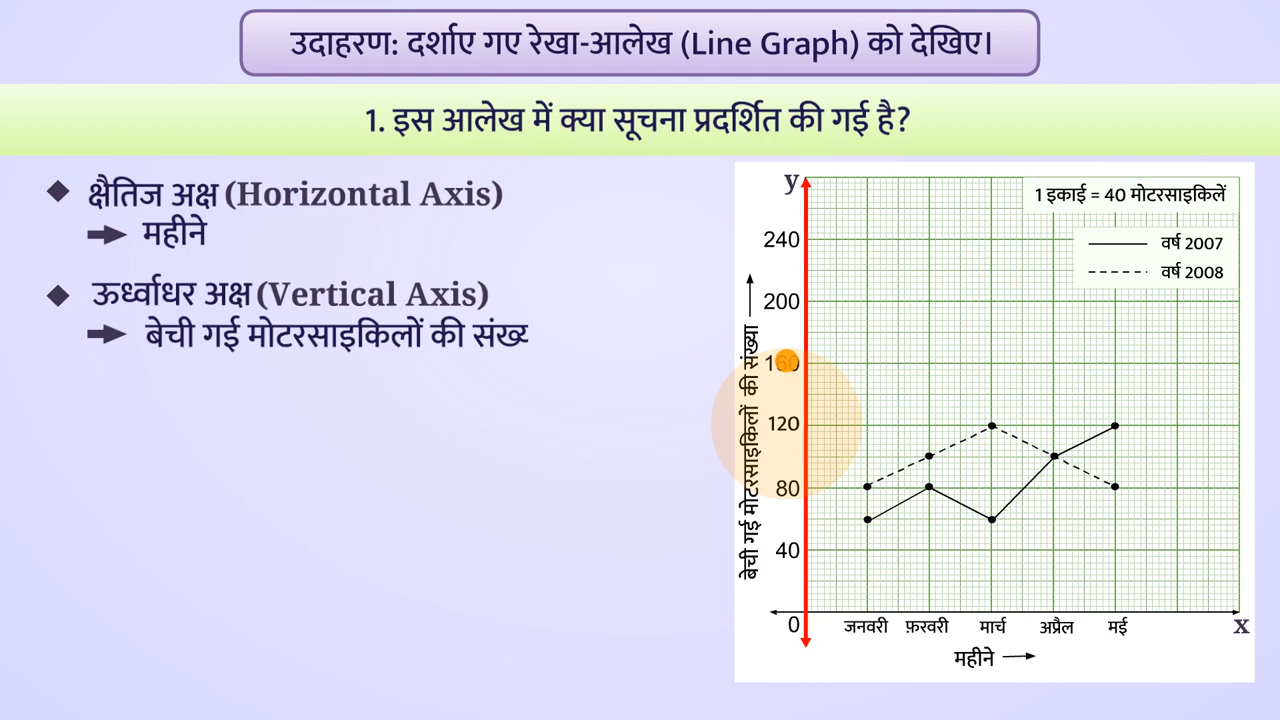 उदाहरण: दर्शाए गए रेखा-आलेख (Line Graph) को देखिए।
1. इस आलेख में क्या सूचना प्रदर्शित की गई है?
क्षैतिज अक्ष (Horizontal Axis)
महीने
ऊर्ध्वाधर अक्ष (Vertical Axis)
बेची गई मोटरसाइकिलों की संख्य
y
1 इकाई = 40 मोटरसाइकिलें
वर्ष 2007
वर्ष 2008
240
200
160
120
80
40
0
बेची गई मोटरसाइकिलों की संख्या
जनवरी फ़रवरी मार्च अप्रैल मई
x
महीने